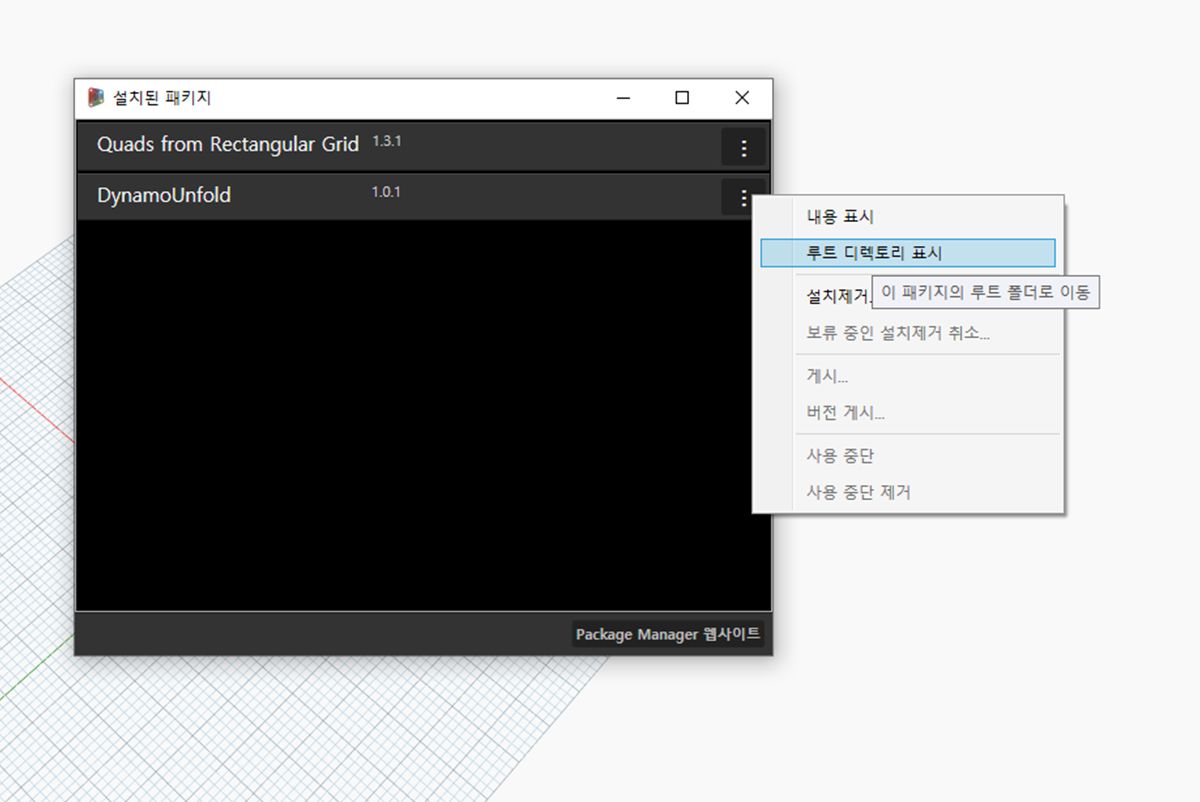 설치된 패키지
Quads from Rectangular Grid 1.3.1
DynamoUnfold 1.0.1
내용 표시
루트 디렉토리 표시
이 패키지의 루트 폴더로 이동
설치제거.
보류 중인 설치제거 취소...
게시...
버전 게시...
사용 중단
사용 중단 제거
Package Manager 웹사이트